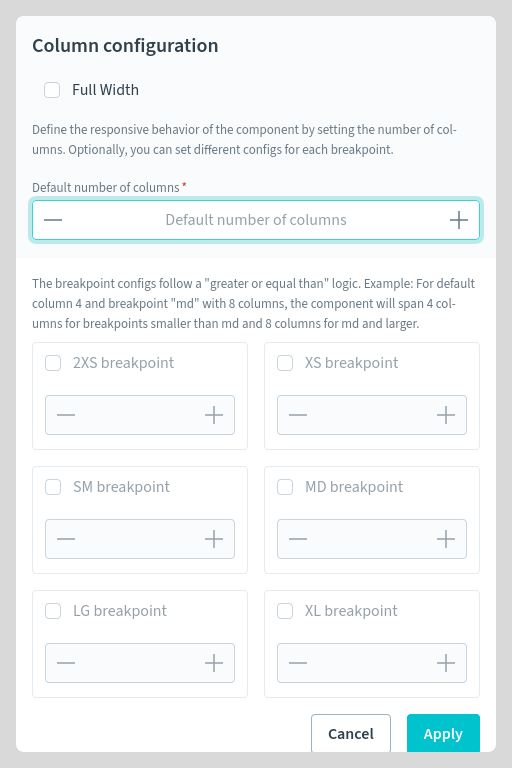 Column configuration
Full Width
Define the responsive behavior of the component by setting the number of col-
umns. Optionally, you can set different configs for each breakpoint.
Default number of columns *
Default number of columns
The breakpoint configs follow a "greater or equal than" logic. Example: For default
column 4 and breakpoint "md" with 8 columns, the component will span 4 col-
umns for breakpoints smaller than md and 8 columns for md and larger.
2XS breakpoint
XS breakpoint
SM breakpoint
MD breakpoint
LG breakpoint
XL breakpoint
Cancel
Apply